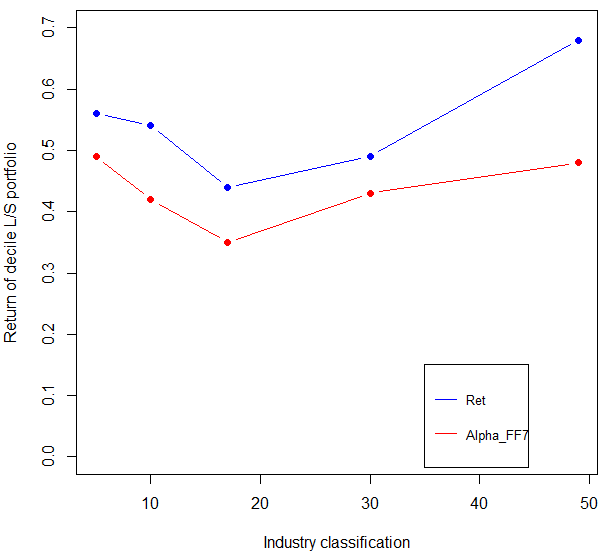 Return of decile L/S portfolio
0.7
0.6
0.5
0.4
0.3
0.2
0.1
0.0
Ret
Alpha_FF7
10 20 30 40 50
Industry classification